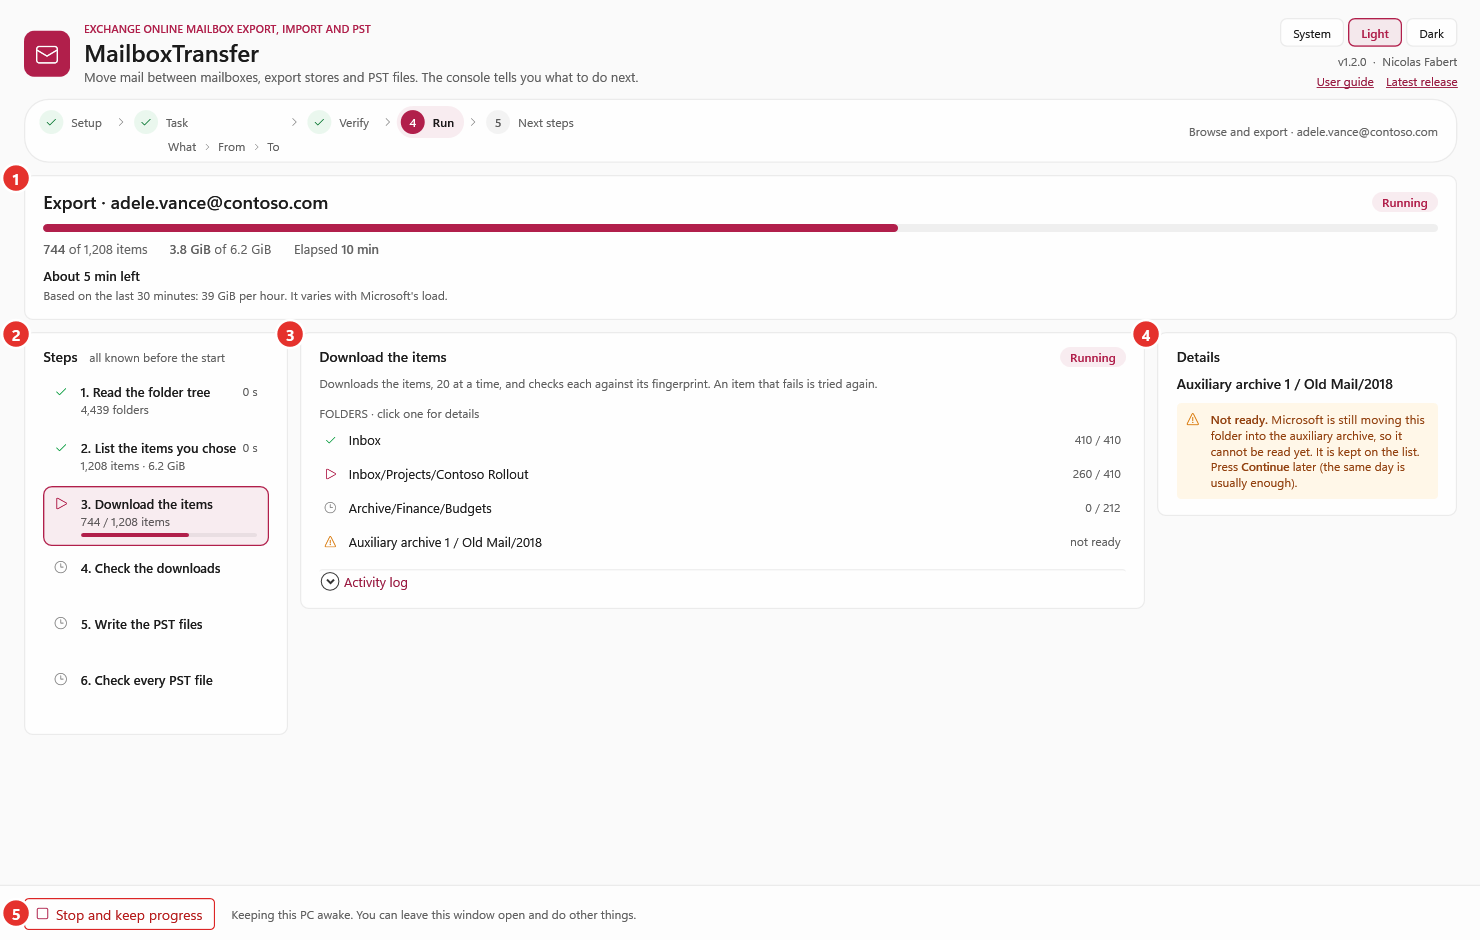 EXCHANGE ONLINE MAILBOX EXPORT, IMPORT AND PST
MailboxTransfer
Move mail between mailboxes, export stores and PST files. The console tells you what to do next.
System Light Dark
v1.2.0 · Nicolas Fabert
User guide Latest release
Setup Task Verify 4 Run 5 Next steps
What From To
Browse and export · adele.vance@contoso.com
1
Export · adele.vance@contoso.com
Running
744 of 1,208 items 3.8 GiB of 6.2 GiB Elapsed 10 min
About 5 min left
Based on the last 30 minutes: 39 GiB per hour. It varies with Microsoft's load.
2
Steps all known before the start
1. Read the folder tree 0 s
4,439 folders
2. List the items you chose 0 s
1,208 items · 6.2 GiB
3. Download the items
744 / 1,208 items
4. Check the downloads
5. Write the PST files
6. Check every PST file
3
Download the items
Running
Downloads the items, 20 at a time, and checks each against its fingerprint. An item that fails is tried again.
FOLDERS · click one for details
Inbox 410 / 410
Inbox/Projects/Contoso Rollout 260 / 410
Archive/Finance/Budgets 0 / 212
Auxiliary archive 1 / Old Mail/2018 not ready
Activity log
4
Details
Auxiliary archive 1 / Old Mail/2018
Not ready. Microsoft is still moving this
folder into the auxiliary archive, so it
cannot be read yet. It is kept on the list.
Press Continue later (the same day is
usually enough).
5
Stop and keep progress
Keeping this PC awake. You can leave this window open and do other things.